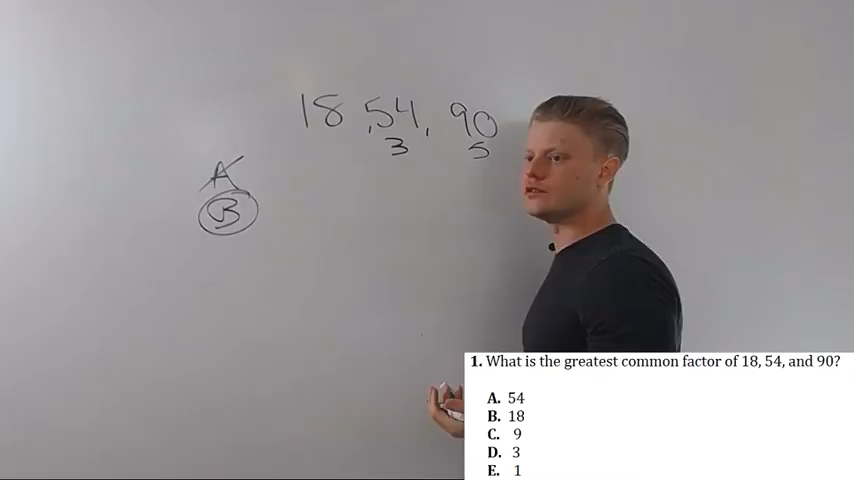 18, 54, 90
3 5
A
B
1. What is the greatest common factor of 18, 54, and 90?
A. 54
B. 18
C. 9
D. 3
E. 1